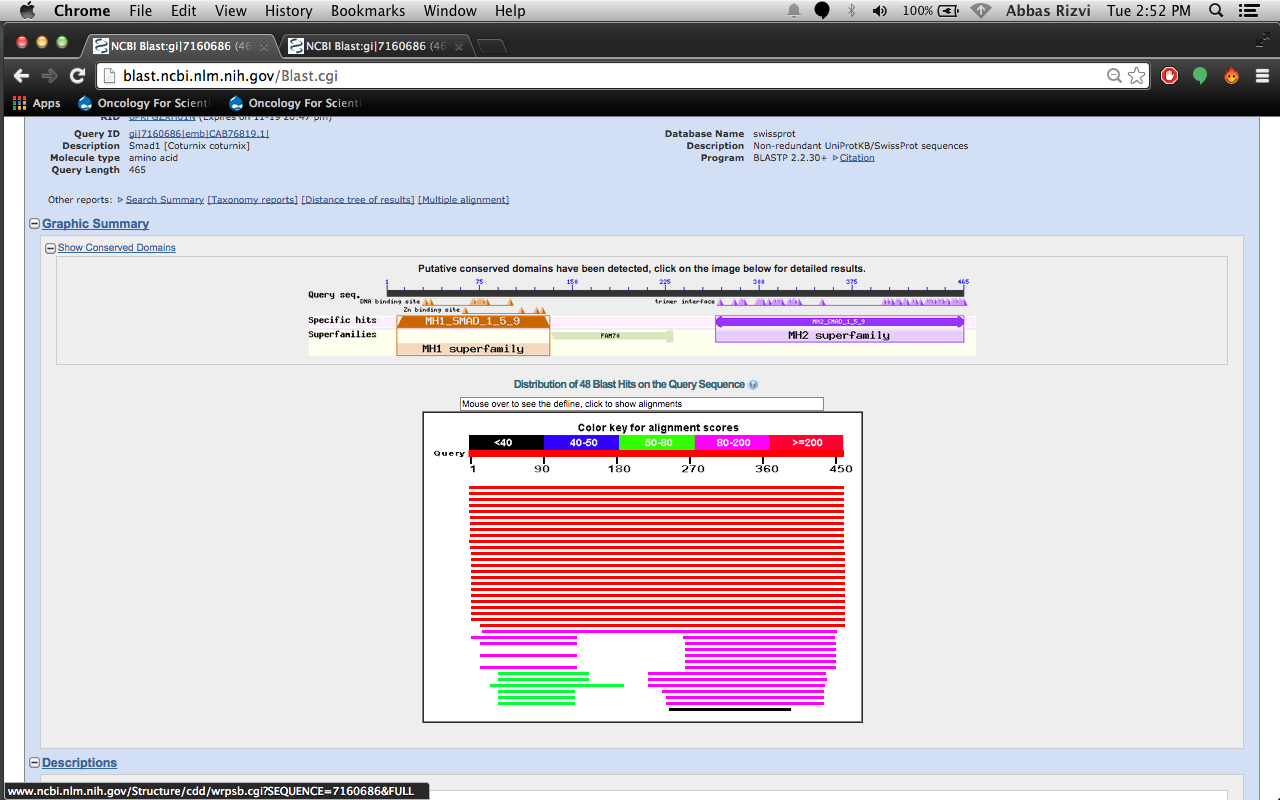 Chrome File Edit View History Bookmarks Window Help 100% Abbas Rizvi Tue 2:52 PM
NCBI Blast:gi|7160686 (46 NCBI Blast:gi|7160686 (46
blast.ncbi.nlm.nih.gov/Blast.cgi
Apps Oncology For Scienti Oncology For Scienti
RID (Expires on 11-19 20:47 pm)
Query ID gi|7160686|emb|CAB76819.1| Database Name swissprot
Description Smad1 [Coturnix coturnix] Description Non-redundant UniProtKB/SwissProt sequences
Molecule type amino acid Program BLASTP 2.2.30+ Citation
Query Length 465
Other reports: Search Summary [Taxonomy reports] [Distance tree of results] [Multiple alignment]
Graphic Summary
Show Conserved Domains
Putative conserved domains have been detected, click on the image below for detailed results.
1 75 150 225 300 375 465
Query seq.
DNA binding site trimer interface
Zn binding site
Specific hits MH1_SMAD_1_5_9 MH2_SMAD_1_5_9
Superfamilies FAM70 MH2 superfamily
MH1 superfamily
Distribution of 48 Blast Hits on the Query Sequence
Mouse over to see the defline, click to show alignments
Color key for alignment scores
<40 40-50 50-80 80-200 >=200
Query
1 90 180 270 360 450
Descriptions
www.ncbi.nlm.nih.gov/Structure/cdd/wrpsb.cgi?SEQUENCE=7160686&FULL